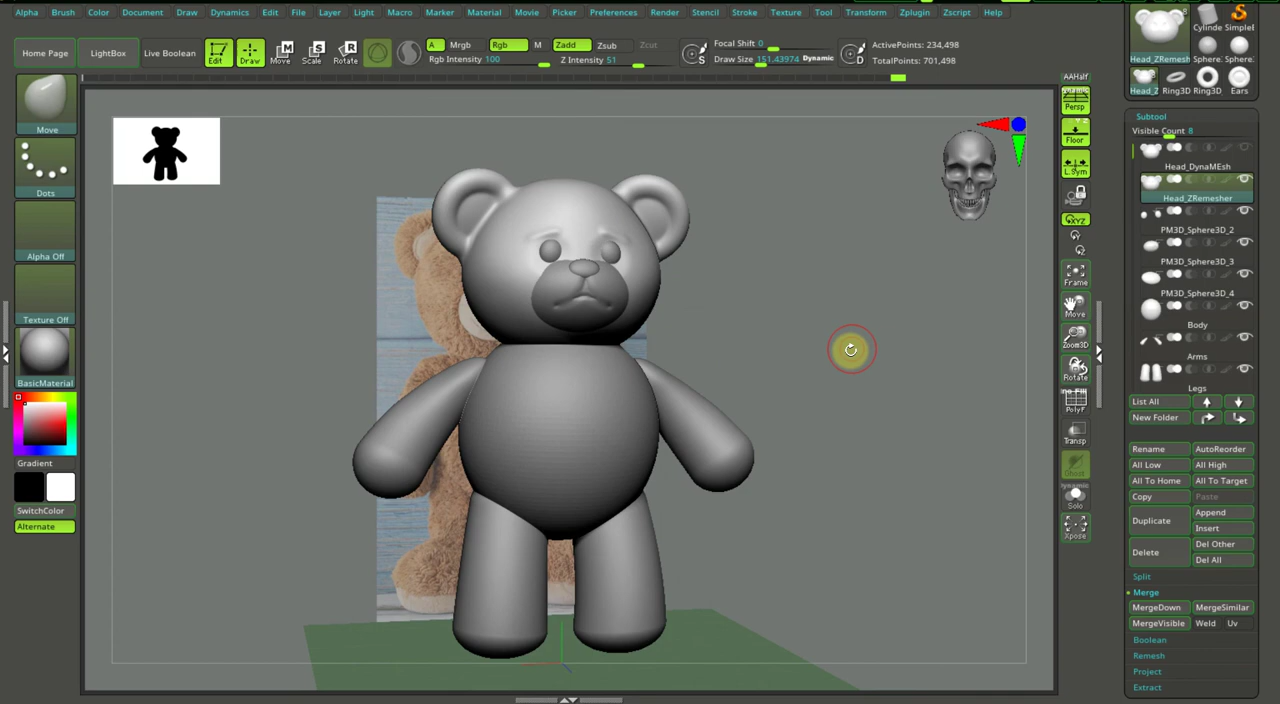 Alpha Brush Color Document Draw Dynamics Edit File Layer Light Macro Marker Material Movie Picker Preferences Render Stencil Stroke Texture Tool Transform Zplugin Zscript Help
Home Page LightBox Live Boolean Edit Draw Move Scale Rotate
A Mrgb Rgb M Zadd Zsub Zcut
Rgb Intensity 100 Z Intensity 51
S Focal Shift 0
Draw Size 151.43974 Dynamic
D ActivePoints: 234,498
TotalPoints: 701,498
Move
Dots
Alpha Off
Texture Off
BasicMaterial
Gradient
SwitchColor
Alternate
AAHalf
Dynamic
Persp
Floor
L.Sym
XYZ
Frame
Move
Zoom3D
Rotate
PolyF
Transp
Ghost
Dynamic
Solo
Xpose
Head_ZRemesh
Cylinde
SimpleB
Sphere.
Sphere:
8
Head_Z
Ring3D
Ring3D
Ears
Subtool
Visible Count 8
Head_DynaMEsh
Head_ZRemesher
PM3D_Sphere3D_2
PM3D_Sphere3D_3
PM3D_Sphere3D_4
Body
Arms
Legs
List All
New Folder
Rename AutoReorder
All Low All High
All To Home All To Target
Copy Paste
Duplicate Append
Insert
Delete Del Other
Del All
Split
Merge
MergeDown MergeSimilar
MergeVisible Weld Uv
Boolean
Remesh
Project
Extract